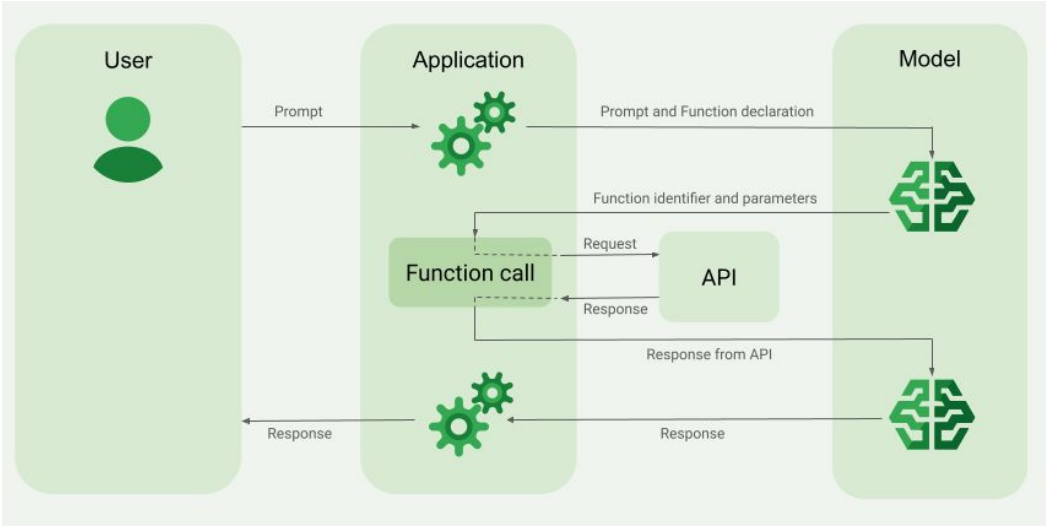 User
Application
Model
Prompt
Prompt and Function declaration
Function identifier and parameters
Request
Function call
API
Response
Response from API
Response
Response